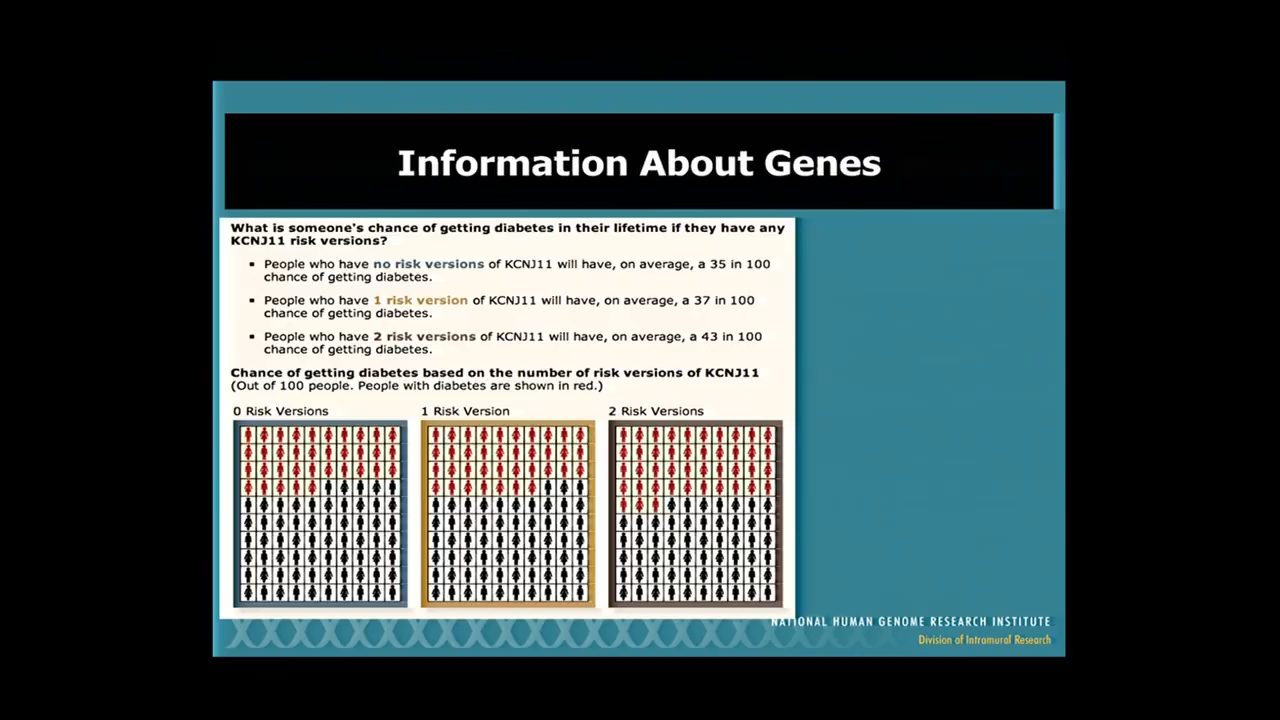 Information About Genes
What is someone's chance of getting diabetes in their lifetime if they have any
KCNJ11 risk versions?
▪ People who have no risk versions of KCNJ11 will have, on average, a 35 in 100
chance of getting diabetes.
▪ People who have 1 risk version of KCNJ11 will have, on average, a 37 in 100
chance of getting diabetes.
▪ People who have 2 risk versions of KCNJ11 will have, on average, a 43 in 100
chance of getting diabetes.
Chance of getting diabetes based on the number of risk versions of KCNJ11
(Out of 100 people. People with diabetes are shown in red.)
0 Risk Versions
1 Risk Version
2 Risk Versions
NATIONAL HUMAN GENOME RESEARCH INSTITUTE
Division of Intramural Research